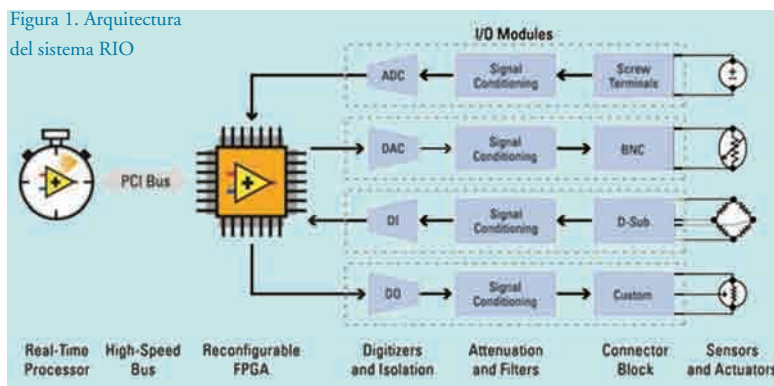 Figura 1. Arquitectura
del sistema RIO
I/O Modules
ADC
Signal
Conditioning
Screw
Terminals
DAC
Signal
Conditioning
BNC
PCI Bus
DI
Signal
Conditioning
D-Sub
DO
Signal
Conditioning
Custom
Real-Time
Processor
High-Speed
Bus
Reconfigurable
FPGA
Digitizers
and Isolation
Attenuation
and Filters
Connector
Block
Sensors
and Actuators